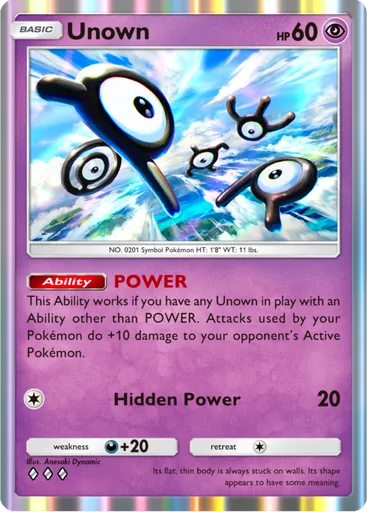 BASIC Unown HP 60
NO. 0201 Symbol Pokémon HT: 1'8" WT: 11 lbs.
Ability POWER
This Ability works if you have any Unown in play with an
Ability other than POWER. Attacks used by your
Pokémon do +10 damage to your opponent's Active
Pokémon.
Hidden Power 20
weakness +20 retreat
Illus. Anesaki Dynamic
Its flat, thin body is always stuck on walls. Its shape
appears to have some meaning.